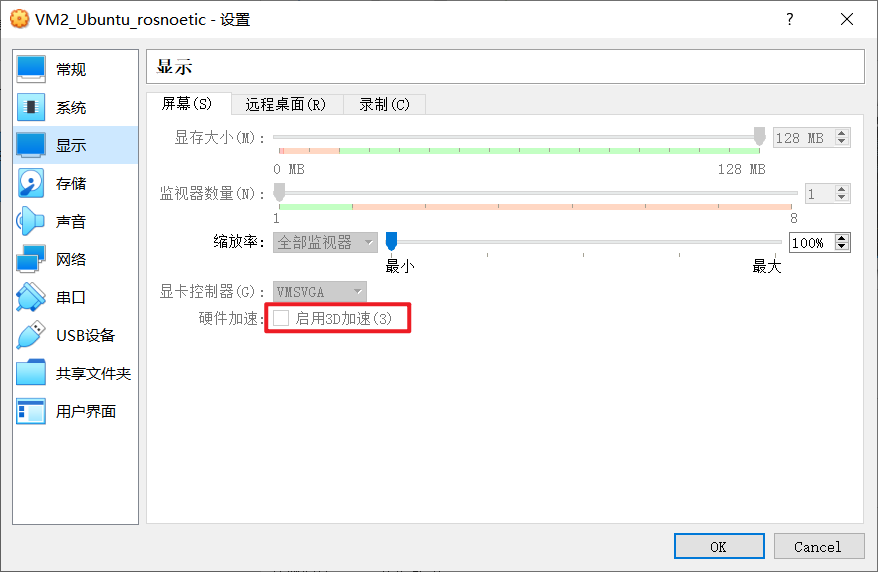 VM2_Ubuntu_rosnoetic - 设置
常规
系统
显示
存储
声音
网络
串口
USB设备
共享文件夹
用户界面
显示
屏幕(S) 远程桌面(R) 录制(C)
显存大小(M): 128 MB
0 MB 128 MB
监视器数量(N): 1
1 8
缩放率: 全部监视器 100%
最小 最大
显卡控制器(G): VMSVGA
硬件加速: 启用3D加速(3)
OK Cancel